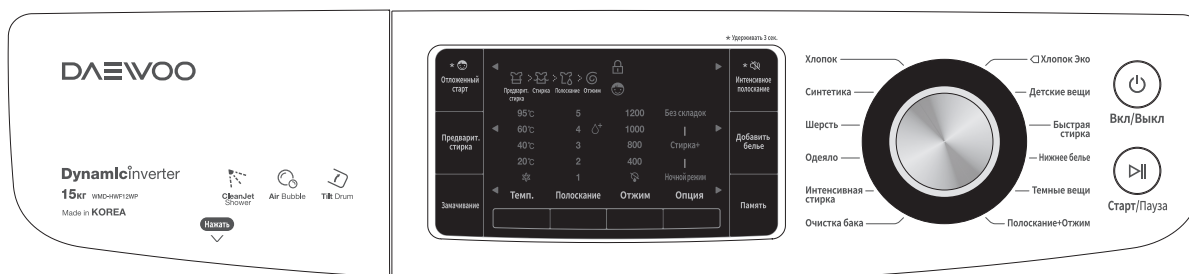 * Удерживать 3 сек.
DAEWOO
Dynamicinverter
15кг WMD-HWF12WP
Made in KOREA
CleanJet
Shower
Air Bubble
Tilt Drum
Нажать
*
Отложенный
старт
Предварит.
стирка
Замачивание
Предварит.
стирка
Стирка
Полоскание
Отжим
95℃ 5 1200 Без складок
60℃ 4 1000
40℃ 3 800 Стирка+
20℃ 2 400
1 Ночной режим
Темп. Полоскание Отжим Опция
*
Интенсивное
полоскание
Добавить
белье
Память
Хлопок
Синтетика
Шерсть
Одеяло
Интенсивная
стирка
Очистка бака
Хлопок Эко
Детские вещи
Быстрая
стирка
Нижнее белье
Темные вещи
Полоскание+Отжим
Вкл/Выкл
Старт/Пауза